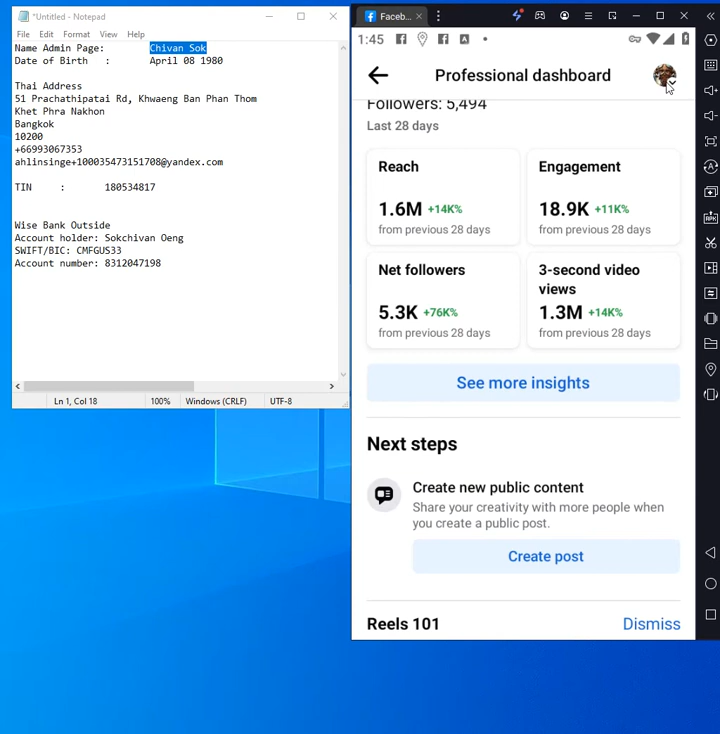 *Untitled - Notepad
File Edit Format View Help
Name Admin Page: Chivan Sok
Date of Birth : April 08 1980
Thai Address
51 Prachathipatai Rd, Khwaeng Ban Phan Thom
Khet Phra Nakhon
Bangkok
10200
+66993067353
ahlinsinge+100035473151708@yandex.com
TIN : 180534817
Wise Bank Outside
Account holder: Sokchivan Oeng
SWIFT/BIC: CMFGUS33
Account number: 8312047198
Ln 1, Col 18 100% Windows (CRLF) UTF-8
Faceb...
1:45
Professional dashboard
Followers: 5,494
Last 28 days
Reach
1.6M +14K%
from previous 28 days
Engagement
18.9K +11K%
from previous 28 days
Net followers
5.3K +76K%
from previous 28 days
3-second video
views
1.3M +14K%
from previous 28 days
See more insights
Next steps
Create new public content
Share your creativity with more people when
you create a public post.
Create post
Reels 101 Dismiss